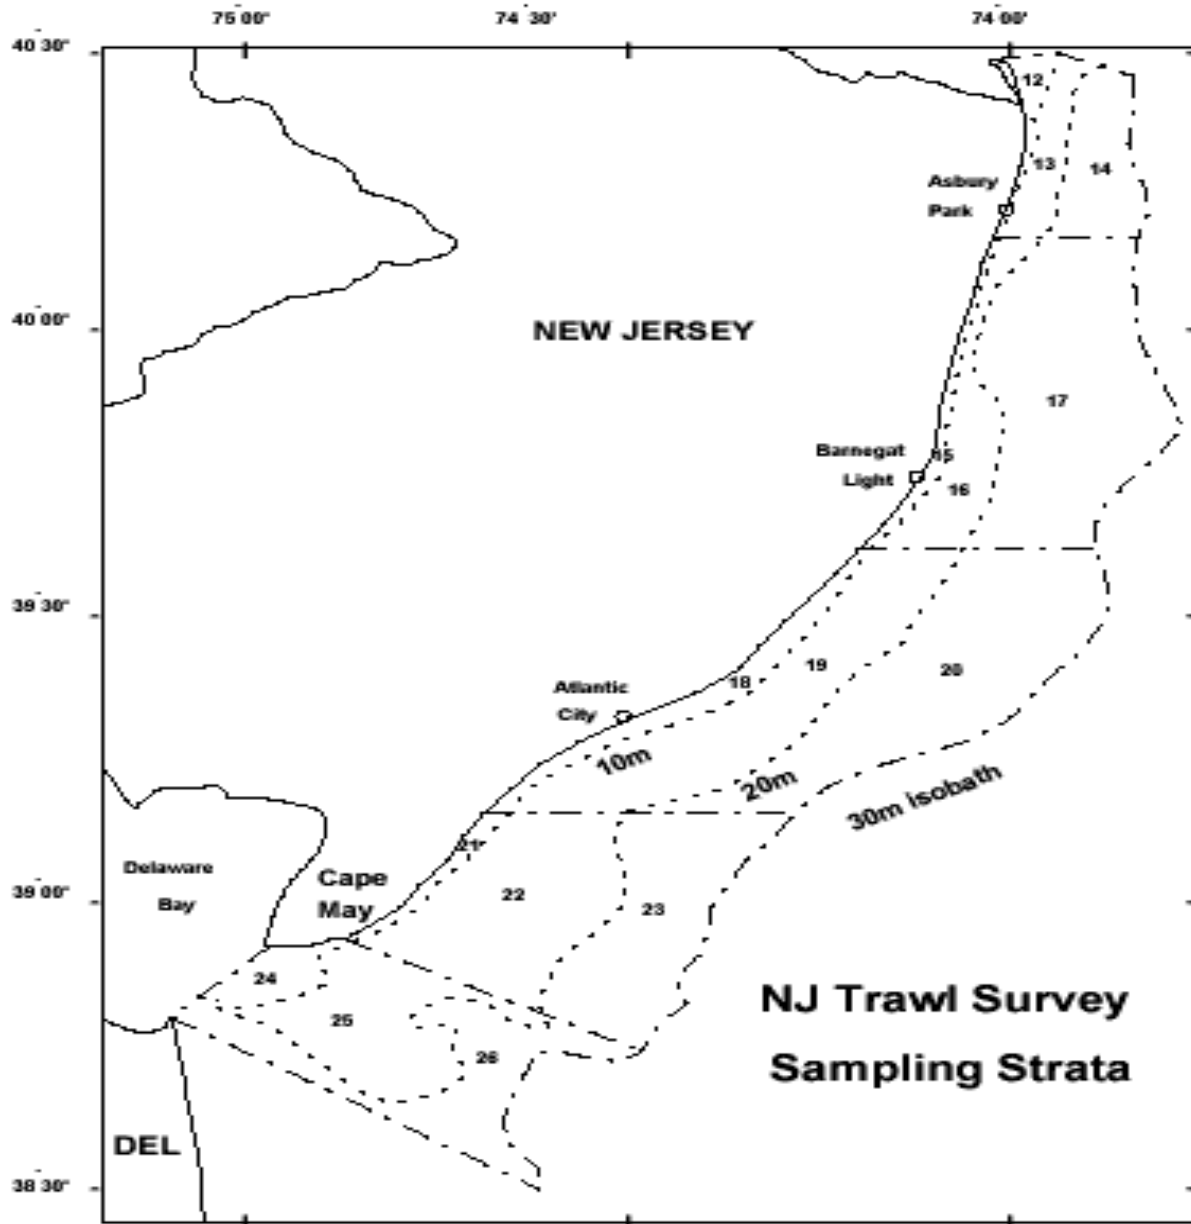 75 00"
74 30"
74 00'
40 30"
12
13
14
Asbury
Park
40 00"
NEW JERSEY
17
Barnegat
Light
15
16
39 30"
19
18
20
Atlantic
City
10m
20m
30m isobath
21
Delaware
Bay
Cape
May
39 00"
22
23
24
25
26
NJ Trawl Survey
Sampling Strata
DEL
38 30"